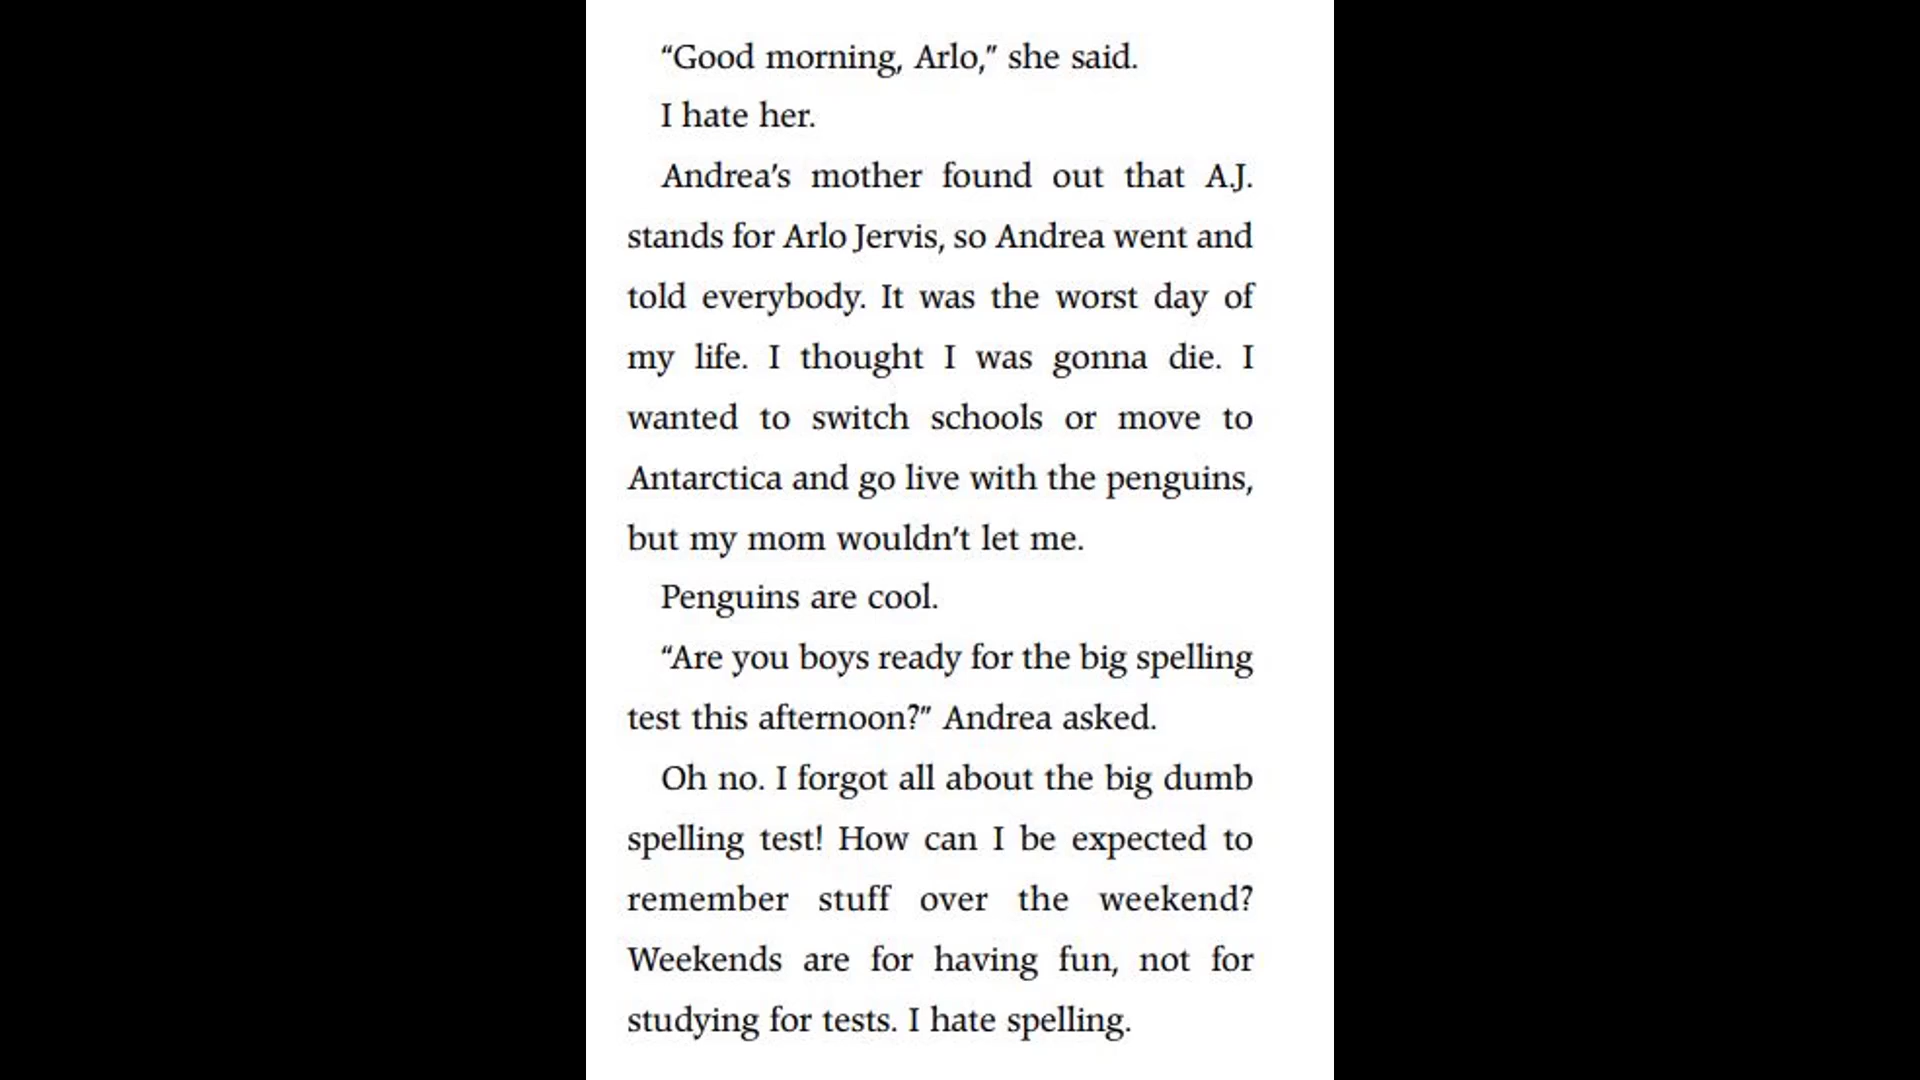 “Good morning, Arlo,” she said.
I hate her.
Andrea’s mother found out that A.J.
stands for Arlo Jervis, so Andrea went and
told everybody. It was the worst day of
my life. I thought I was gonna die. I
wanted to switch schools or move to
Antarctica and go live with the penguins,
but my mom wouldn’t let me.
Penguins are cool.
“Are you boys ready for the big spelling
test this afternoon?” Andrea asked.
Oh no. I forgot all about the big dumb
spelling test! How can I be expected to
remember stuff over the weekend?
Weekends are for having fun, not for
studying for tests. I hate spelling.